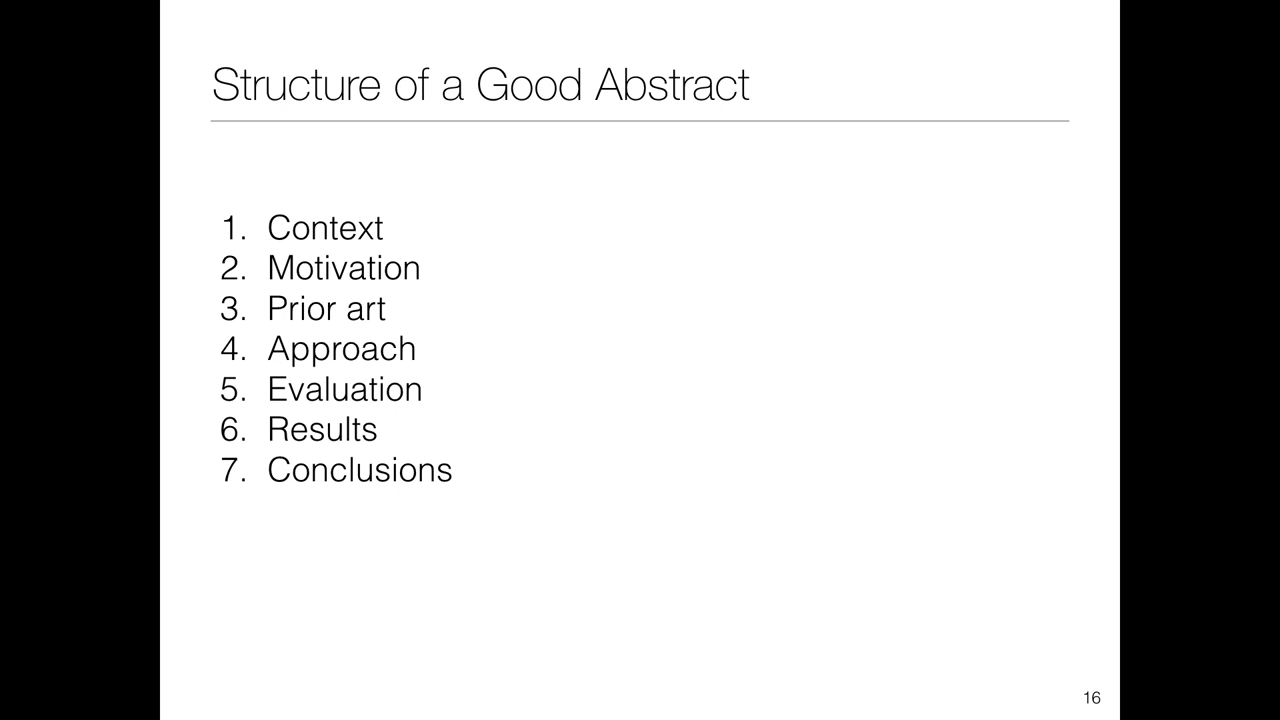 Structure of a Good Abstract
1. Context
2. Motivation
3. Prior art
4. Approach
5. Evaluation
6. Results
7. Conclusions
16